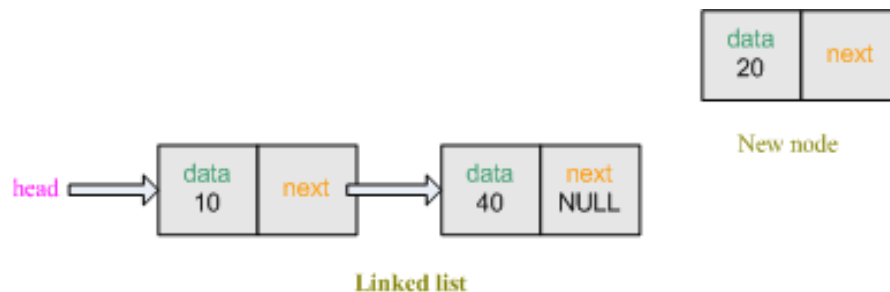 data
20
next
New node
head
data
10
next
data
40
next
NULL
Linked list